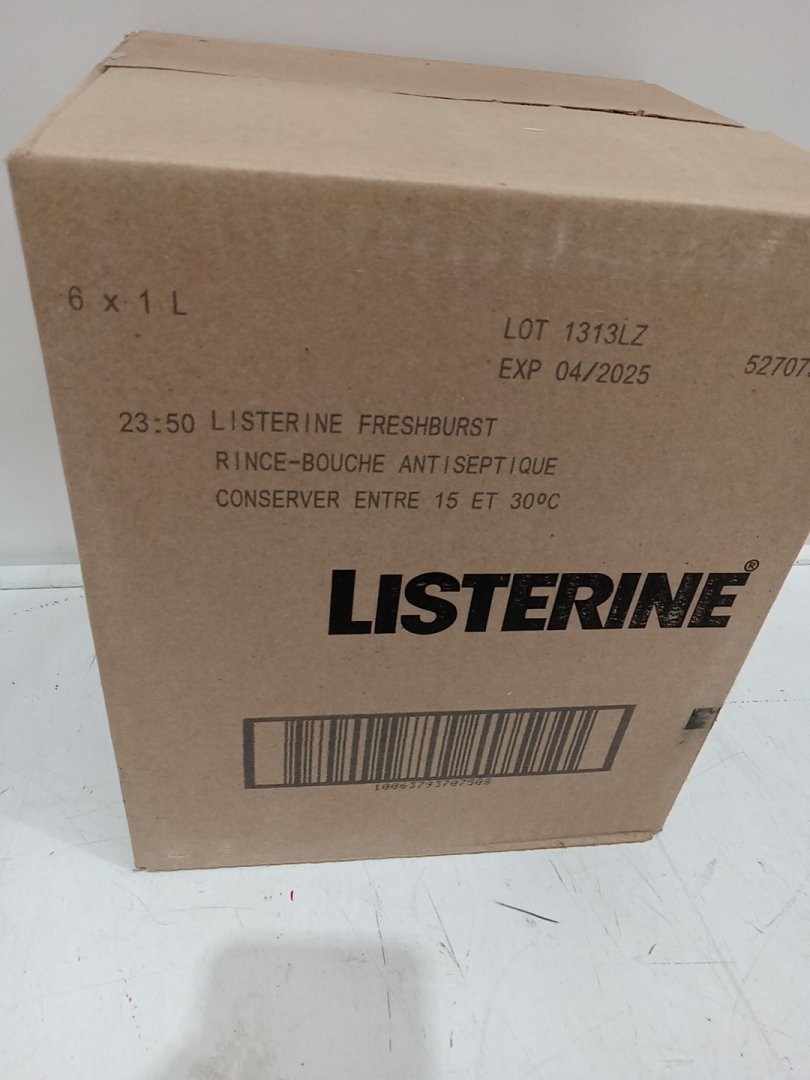 6 x 1 L
LOT 1313LZ
EXP 04/2025
23:50 LISTERINE FRESHBURST
RINCE-BOUCHE ANTISEPTIQUE
CONSERVER ENTRE 15 ET 30ºC
LISTERINE®